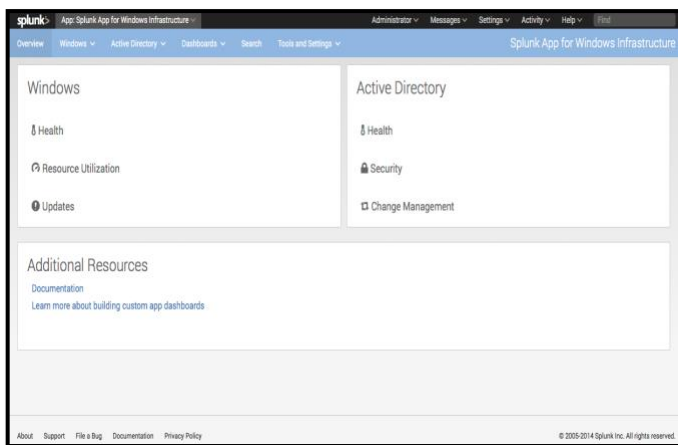 splunk> App: Splunk App for Windows Infrastructure Administrator Messages Settings Activity Help Find
Overview Windows Active Directory Dashboards Search Tools and Settings Splunk App for Windows Infrastructure
Windows
Health
Resource Utilization
Updates
Active Directory
Health
Security
Change Management
Additional Resources
Documentation
Learn more about building custom app dashboards
About Support File a Bug Documentation Privacy Policy © 2005-2014 Splunk Inc. All rights reserved.